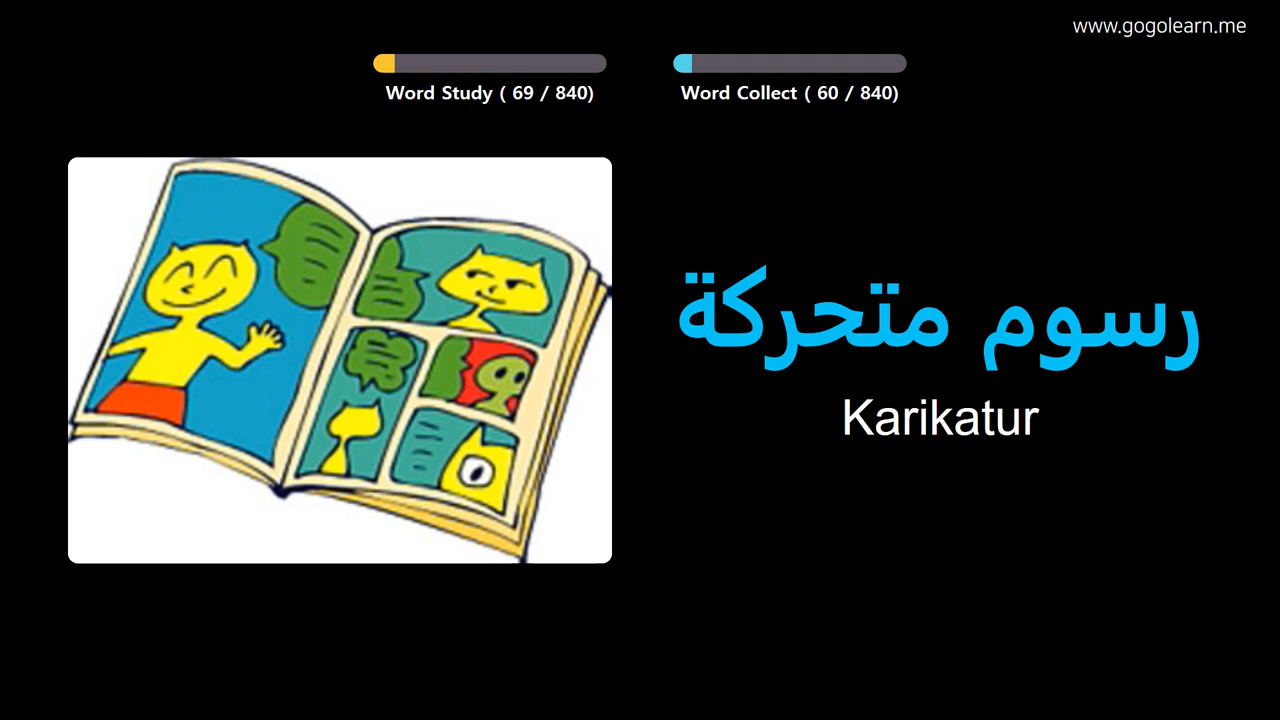 www.gogolearn.me
Word Study ( 69 / 840)
Word Collect ( 60 / 840)
رسوم متحركة
Karikatur